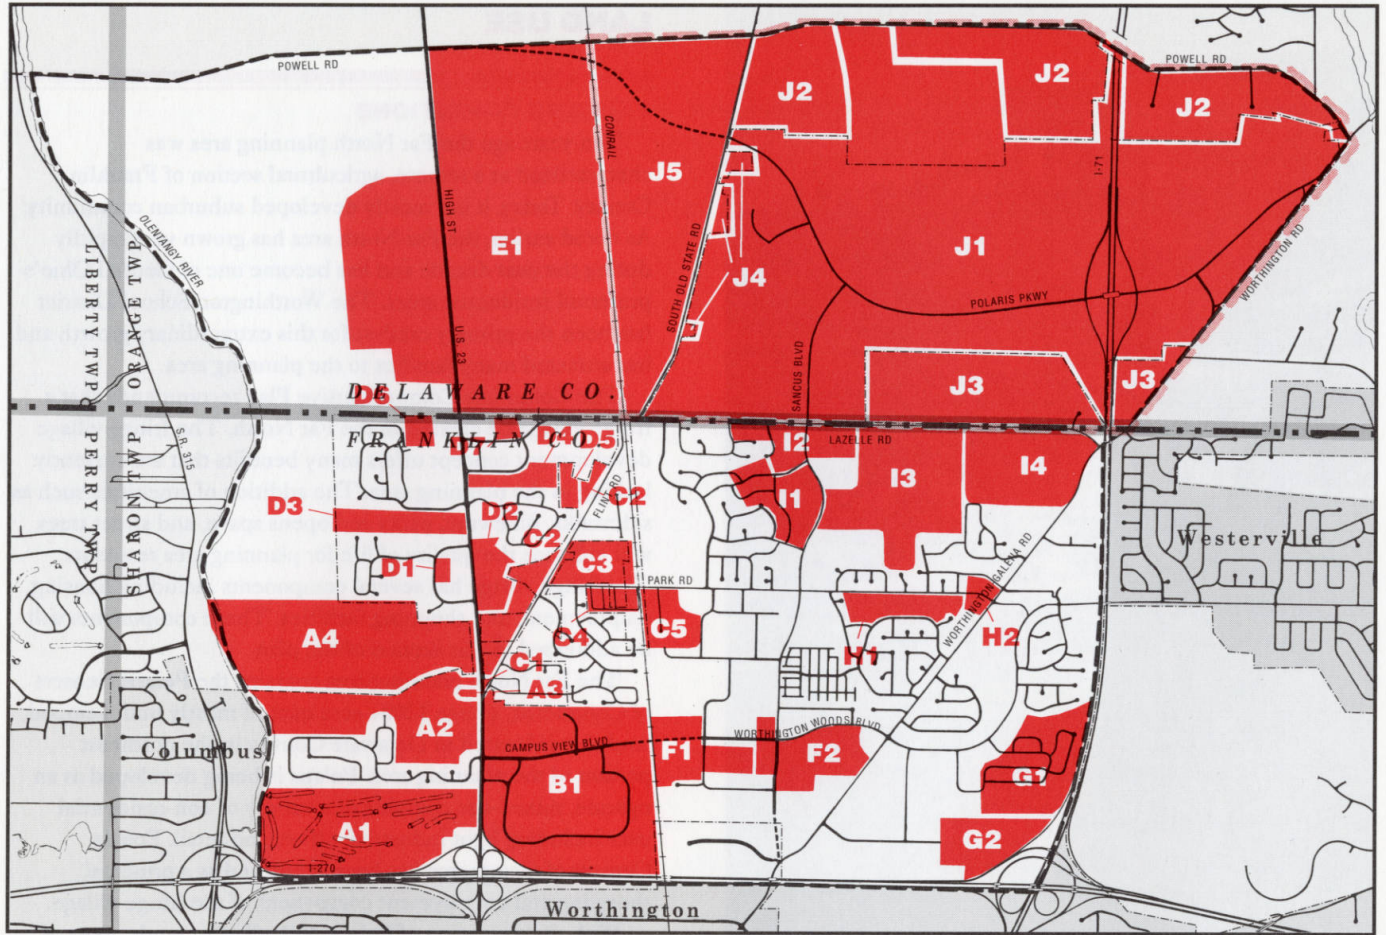 POWELL RD
POWELL RD
J2
J2
J2
CONRAIL
I-71
J5
HIGH ST
E1
OLENTANGY RIVER
LIBERTY TWP.
ORANGE TWP.
SOUTH OLD STATE RD
J4
J1
POLARIS PKWY
WORTHINGTON RD
U.S. 23
SANCUS BLVD
J3
J3
DELAWARE CO.
D6
FRANKLIN CO.
D7
D4
D5
I2
LAZELLE RD
S.R. 315
PERRY TWP.
SHARON TWP.
I1
I3
I4
FLINT RD
C2
D3
D2
C2
Westerville
D1
C3
PARK RD
WORTHINGTON GALENA RD
A4
C4
C5
H2
H1
C1
A3
A2
Columbus
CAMPUS VIEW BLVD
WORTHINGTON WOODS BLVD
F1
F2
B1
G1
A1
G2
I-270
Worthington